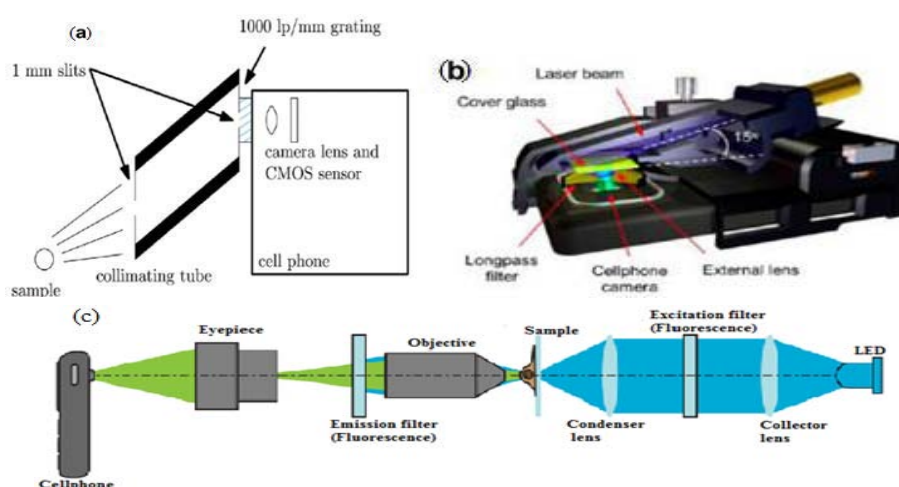 (a)
1000 lp/mm grating
1 mm slits
camera lens and
CMOS sensor
cell phone
collimating tube
sample
(b)
Laser beam
Cover glass
15°
Longpass
filter
Cellphone
camera
External lens
(c)
Eyepiece
Emission filter
(Fluorescence)
Objective
Sample
Condenser
lens
Excitation filter
(Fluorescence)
Collector
lens
LED
Cellphone